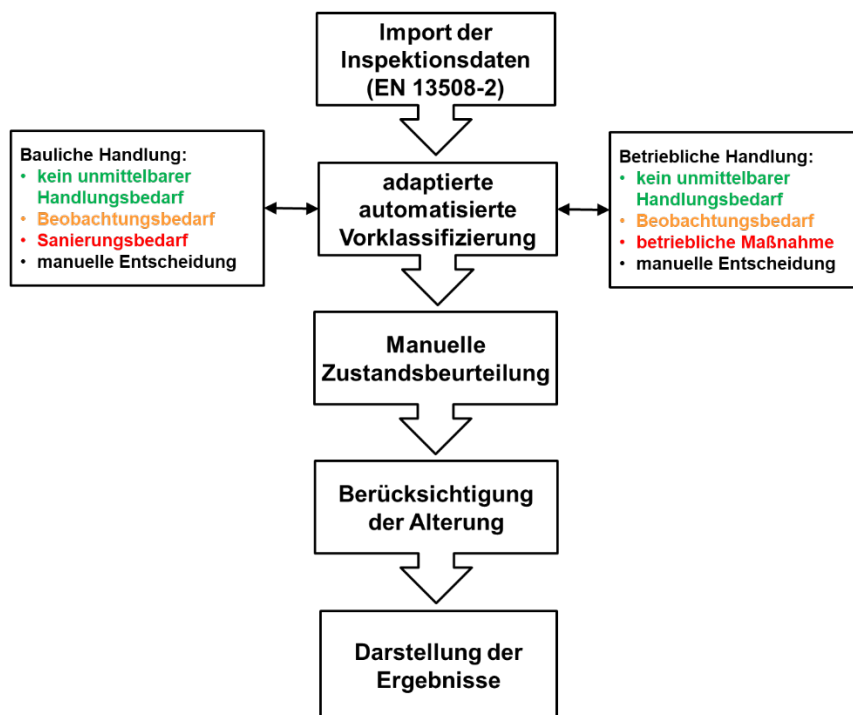 Import der
Inspektionsdaten
(EN 13508-2)
Bauliche Handlung:
• kein unmittelbarer
Handlungsbedarf
• Beobachtungsbedarf
• Sanierungsbedarf
• manuelle Entscheidung
adaptierte
automatisierte
Vorklassifizierung
Betriebliche Handlung:
• kein unmittelbarer
Handlungsbedarf
• Beobachtungsbedarf
• betriebliche Maßnahme
• manuelle Entscheidung
Manuelle
Zustandsbeurteilung
Berücksichtigung
der Alterung
Darstellung der
Ergebnisse